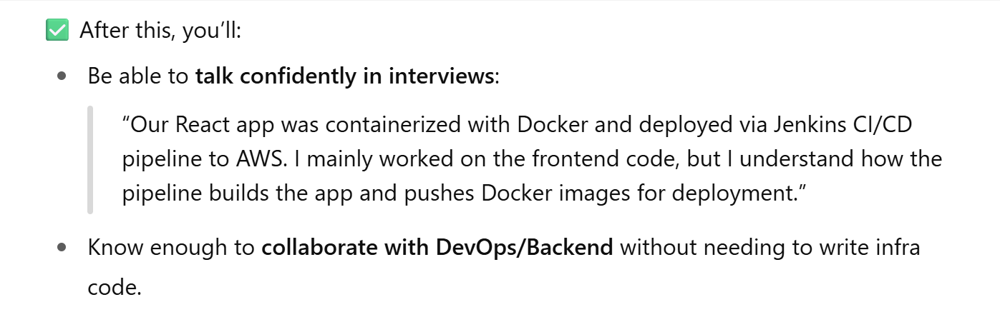 ✅ After this, you’ll:
• Be able to talk confidently in interviews:
“Our React app was containerized with Docker and deployed via Jenkins CI/CD
pipeline to AWS. I mainly worked on the frontend code, but I understand how the
pipeline builds the app and pushes Docker images for deployment.”
• Know enough to collaborate with DevOps/Backend without needing to write infra
code.